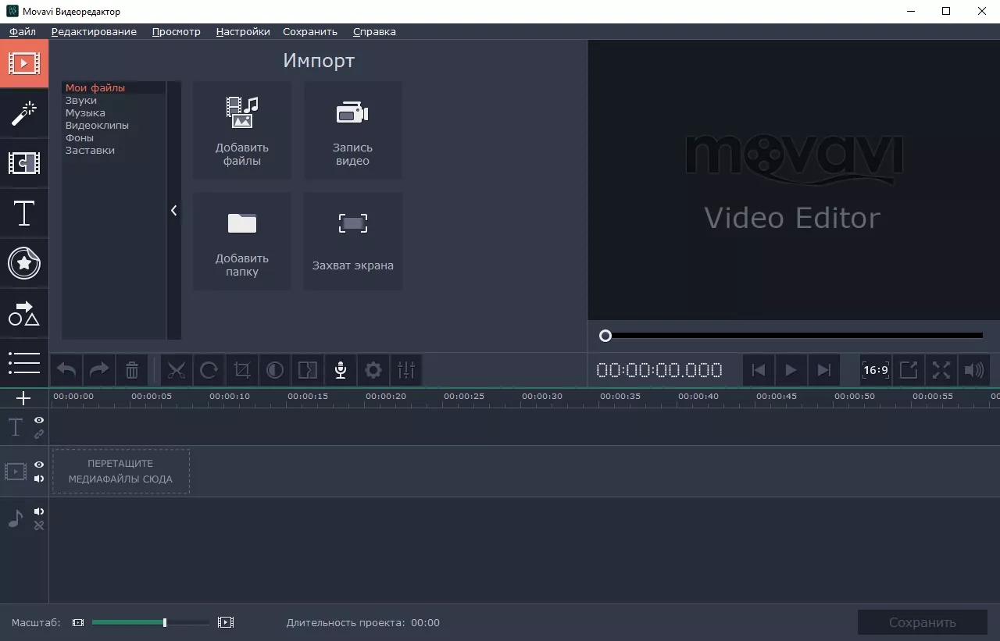 Movavi Видеоредактор
Файл Редактирование Просмотр Настройки Сохранить Справка
Импорт
Мои файлы
Звуки
Музыка
Видеоклипы
Фоны
Заставки
Добавить
файлы
Запись
видео
Добавить
папку
Захват экрана
movavi
Video Editor
00:00:00.000
16:9
00:00:00 00:00:05 00:00:10 00:00:15 00:00:20 00:00:25 00:00:30 00:00:35 00:00:40 00:00:45 00:00:50 00:00:55 00
ПЕРЕТАЩИТЕ
МЕДИАФАЙЛЫ СЮДА
Масштаб:
Длительность проекта: 00:00
Сохранить